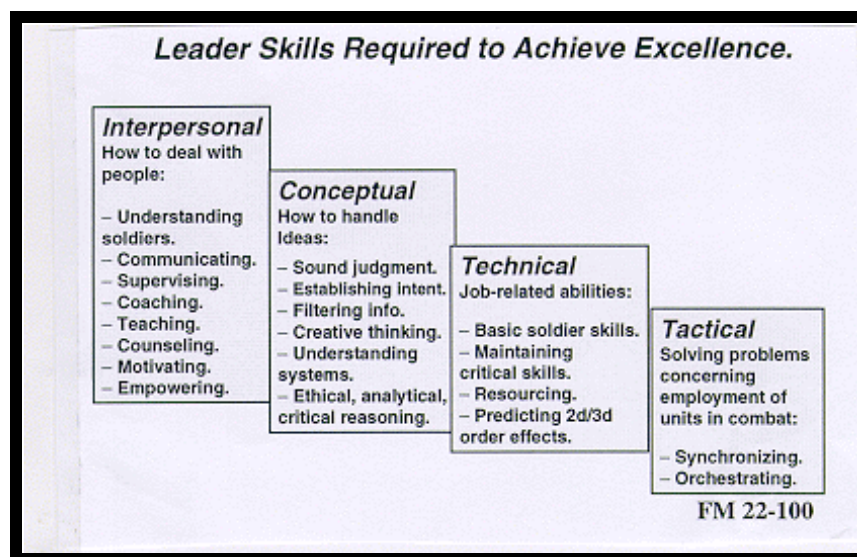 Leader Skills Required to Achieve Excellence.
Interpersonal
How to deal with
people:
– Understanding
soldiers.
– Communicating.
– Supervising.
– Coaching.
– Teaching.
– Counseling.
– Motivating.
– Empowering.
Conceptual
How to handle
Ideas:
– Sound judgment.
– Establishing intent.
– Filtering info.
– Creative thinking.
– Understanding
systems.
– Ethical, analytical,
critical reasoning.
Technical
Job-related abilities:
– Basic soldier skills.
– Maintaining
critical skills.
– Resourcing.
– Predicting 2d/3d
order effects.
Tactical
Solving problems
concerning
employment of
units in combat:
– Synchronizing.
– Orchestrating.
FM 22-100